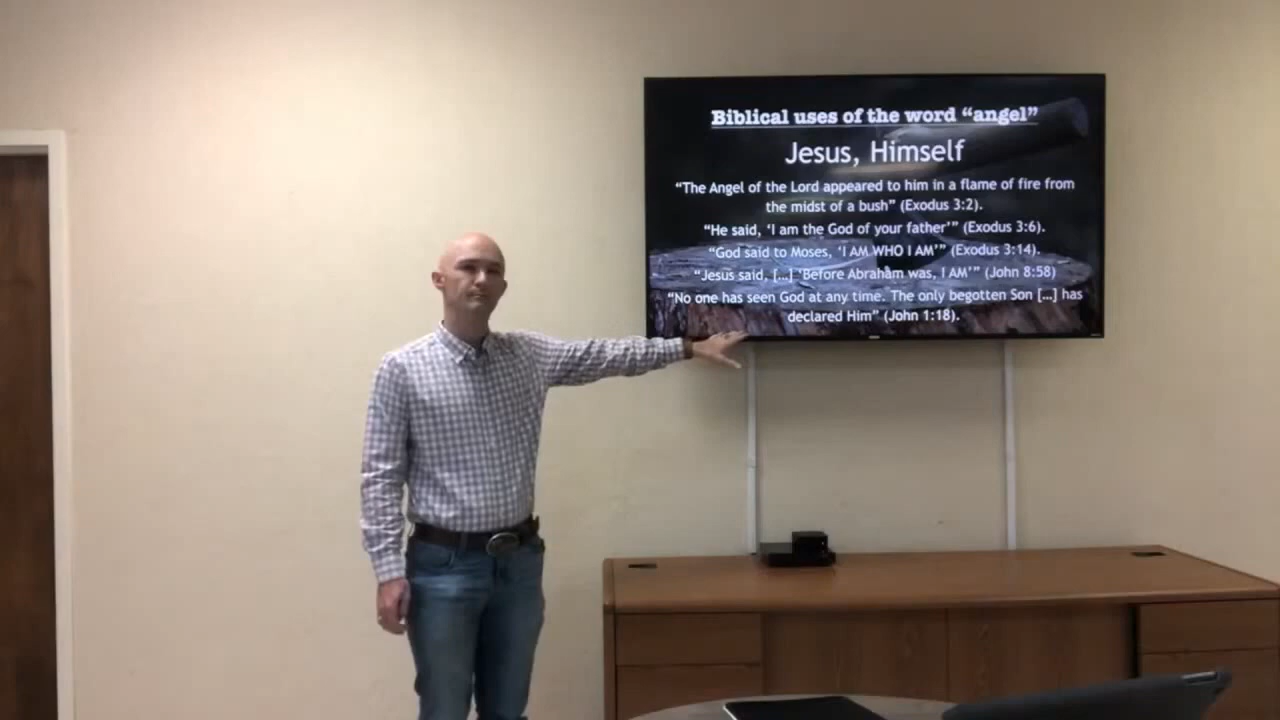 Biblical uses of the word “angel”
Jesus, Himself
“The Angel of the Lord appeared to him in a flame of fire from
the midst of a bush” (Exodus 3:2).
“He said, ‘I am the God of your father’” (Exodus 3:6).
“God said to Moses, ‘I AM WHO I AM’” (Exodus 3:14).
“Jesus said, […] ‘Before Abraham was, I AM’” (John 8:58)
“No one has seen God at any time. The only begotten Son […] has
declared Him” (John 1:18).